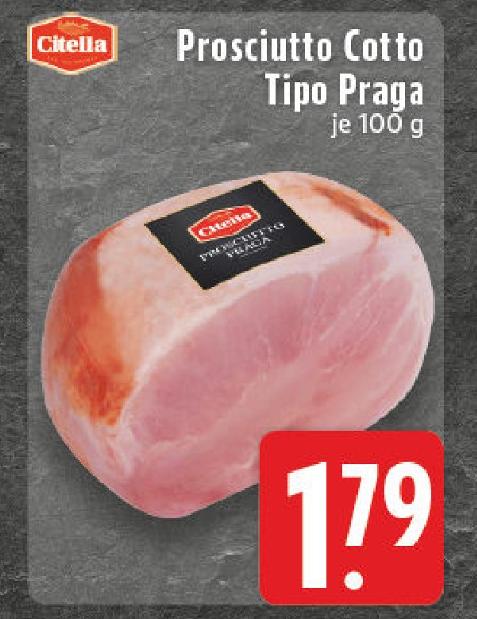 Citella
Prosciutto Cotto
Tipo Praga
je 100 g
Citella
PROSCIUTTO
PRAGA
1.79